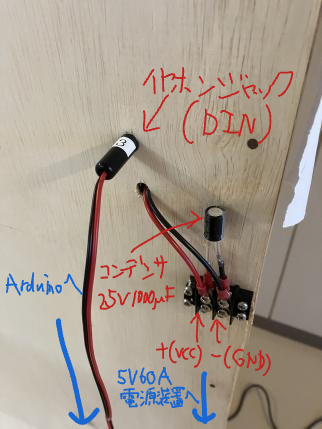 イヤホンジャック
(DIN)
3
Arduinoへ
コンデンサ
25V1000μF
+(VCC)
-(GND)
5V60A
電源装置へ